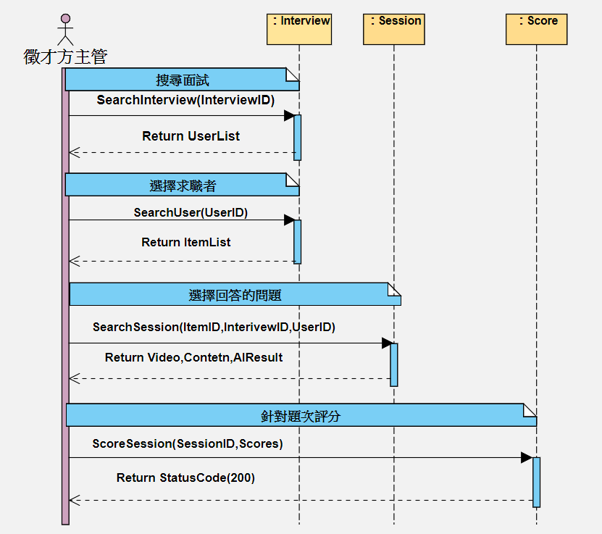 : Interview
: Session
: Score
徵才方主管
搜尋面試
SearchInterview(InterviewID)
Return UserList
選擇求職者
SearchUser(UserID)
Return ItemList
選擇回答的問題
SearchSession(ItemID,InterivewID,UserID)
Return Video,Contetn,AIResult
針對題次評分
ScoreSession(SessionID,Scores)
Return StatusCode(200)